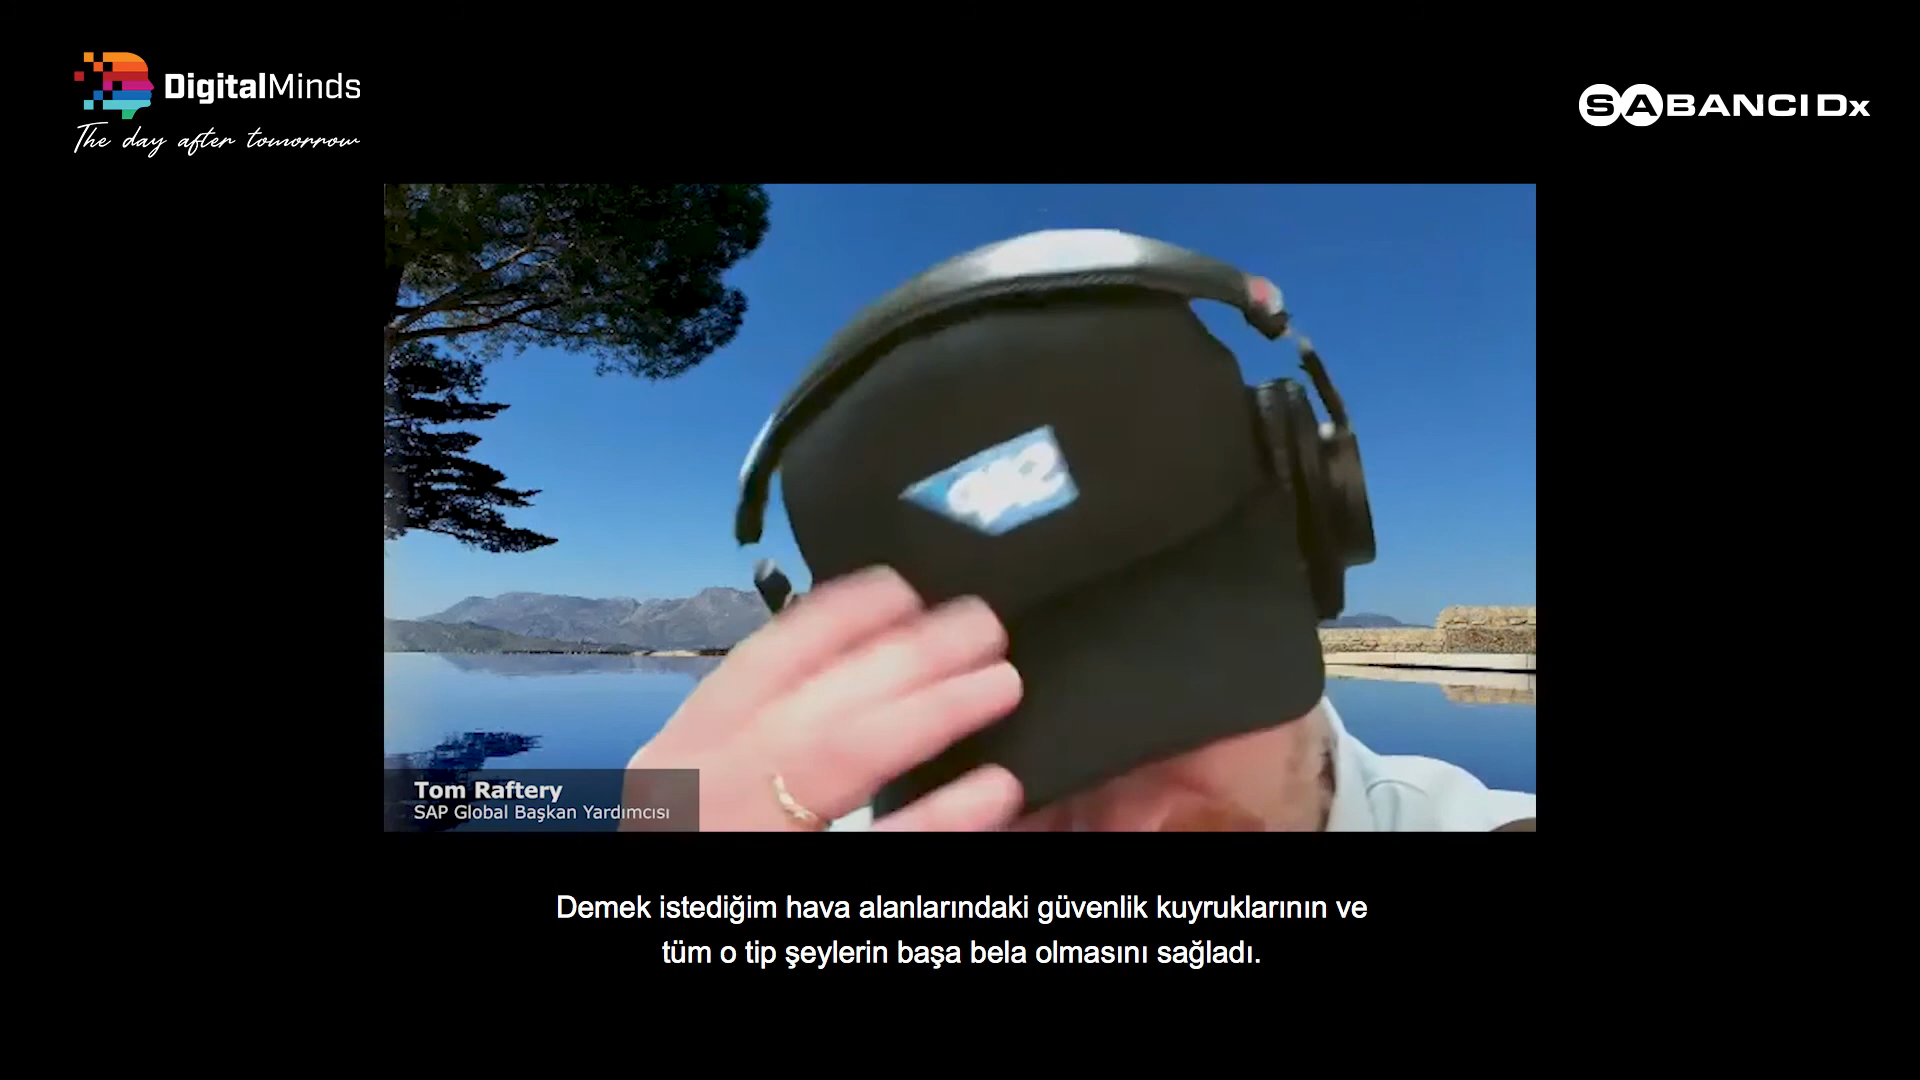 DigitalMinds
The day after tomorrow
SABANCI Dx
Tom Raftery
SAP Global Başkan Yardımcısı
Demek istediğim hava alanlarındaki güvenlik kuyruklarının ve
tüm o tip şeylerin başa bela olmasını sağladı.